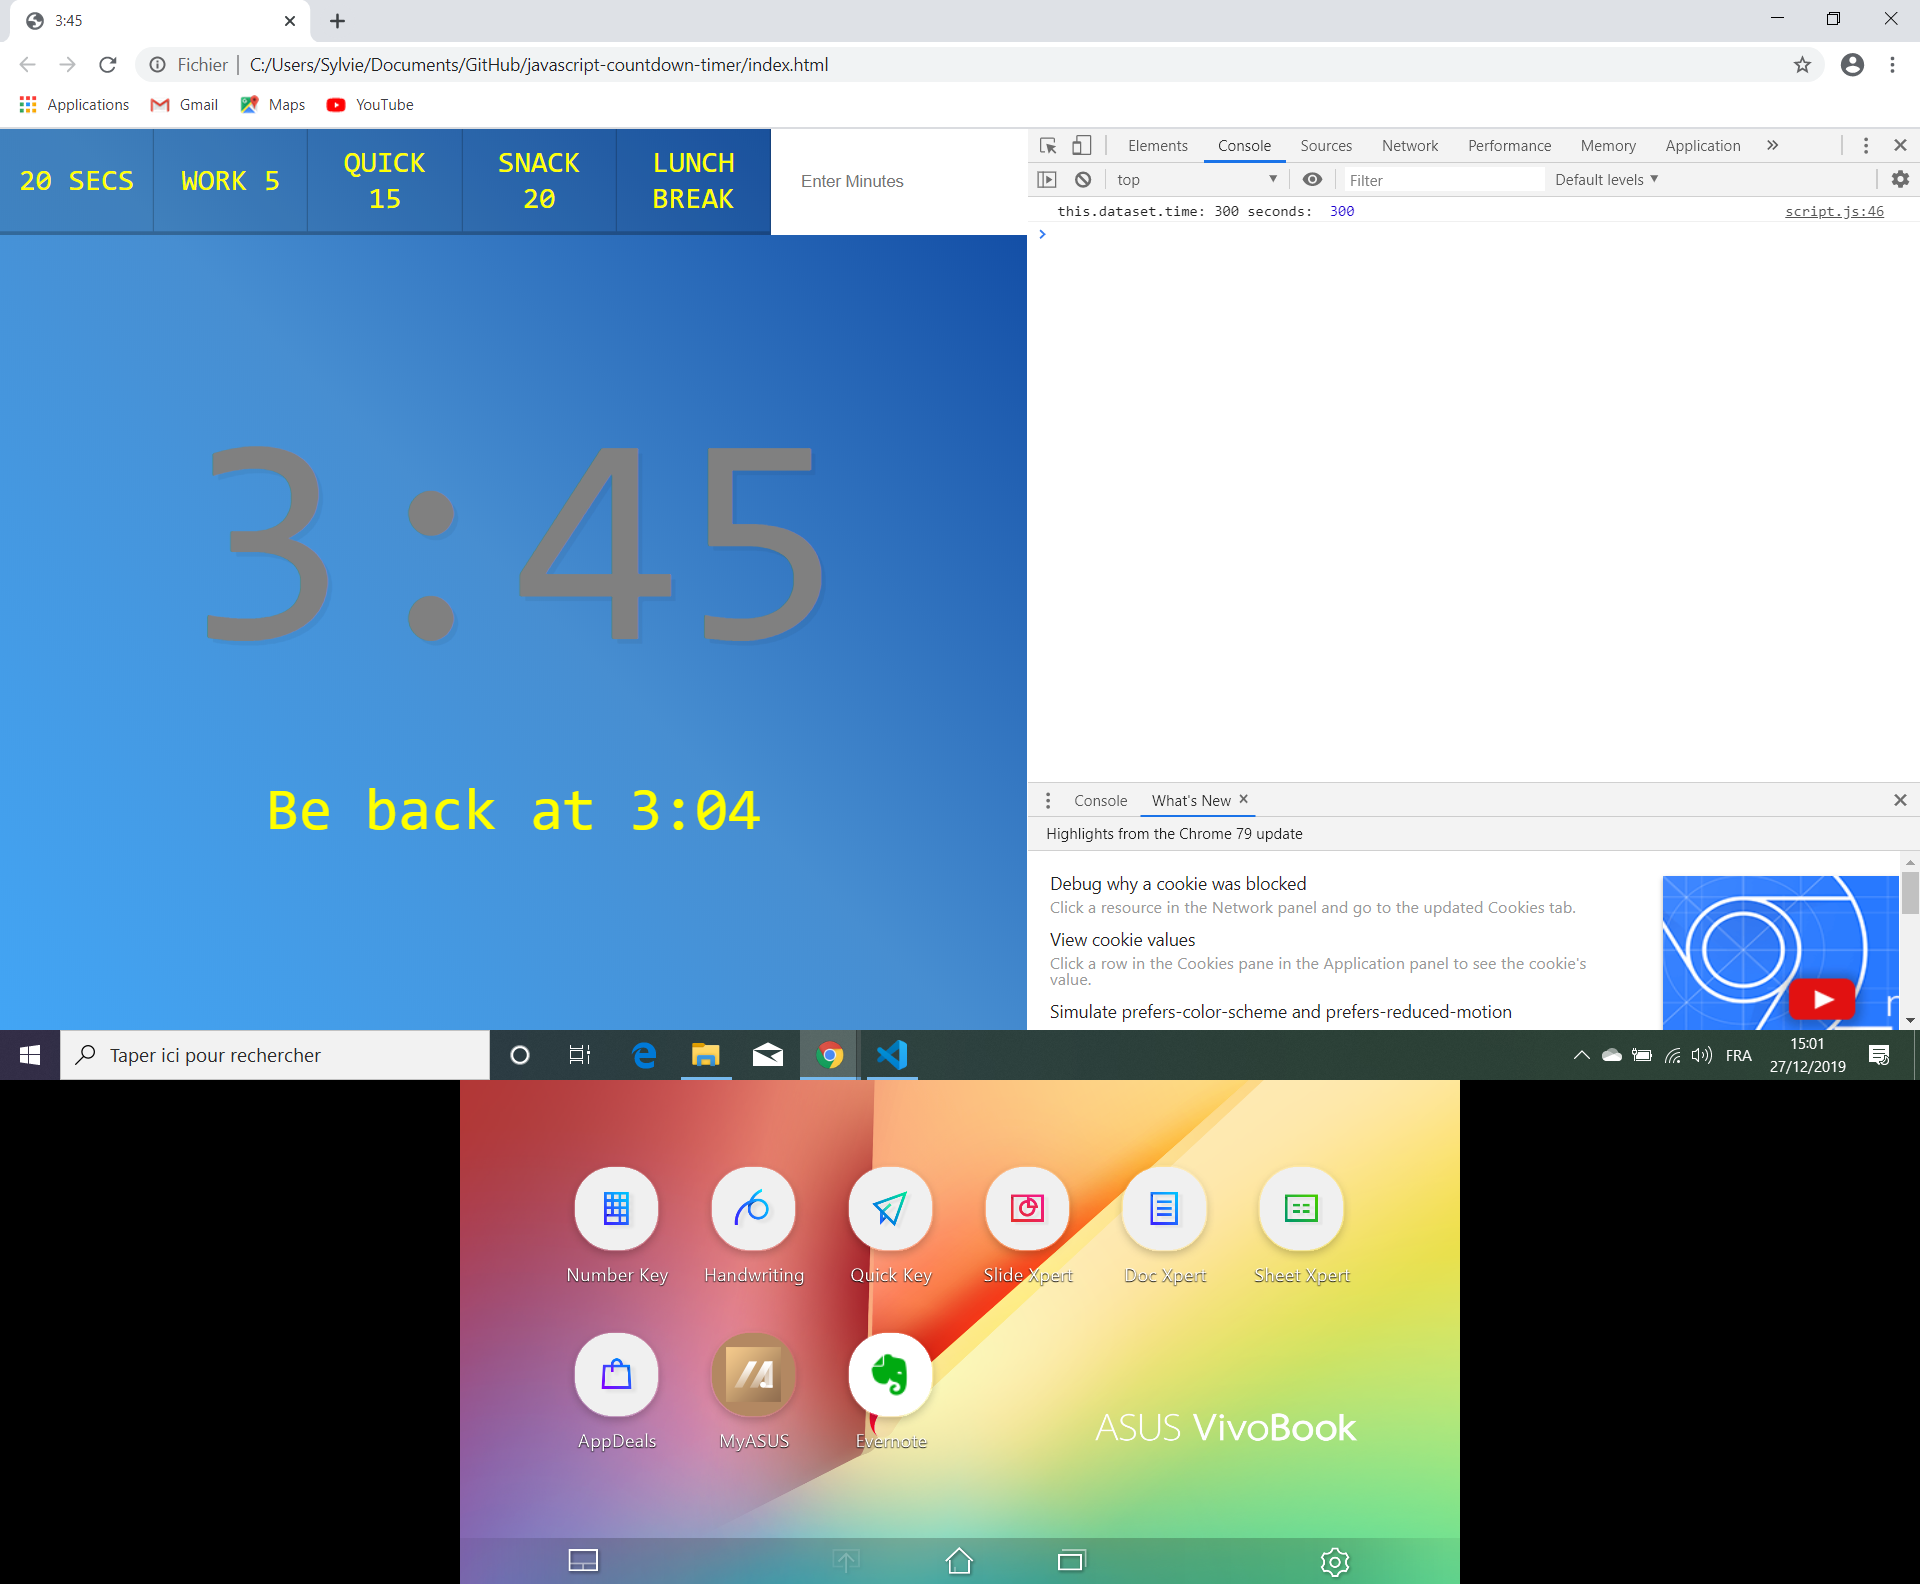 3:45
Fichier | C:/Users/Sylvie/Documents/GitHub/javascript-countdown-timer/index.html
Applications Gmail Maps YouTube
20 SECS
WORK 5
QUICK
15
SNACK
20
LUNCH
BREAK
Enter Minutes
3:45
Be back at 3:04
Elements Console Sources Network Performance Memory Application
top Filter Default levels
this.dataset.time: 300 seconds: 300 script.js:46
Console What's New
Highlights from the Chrome 79 update
Debug why a cookie was blocked
Click a resource in the Network panel and go to the updated Cookies tab.
View cookie values
Click a row in the Cookies pane in the Application panel to see the cookie's
value.
Simulate prefers-color-scheme and prefers-reduced-motion
Taper ici pour rechercher
FRA
15:01
27/12/2019
Number Key Handwriting Quick Key Slide Xpert Doc Xpert Sheet Xpert
AppDeals MyASUS Evernote
ASUS VivoBook